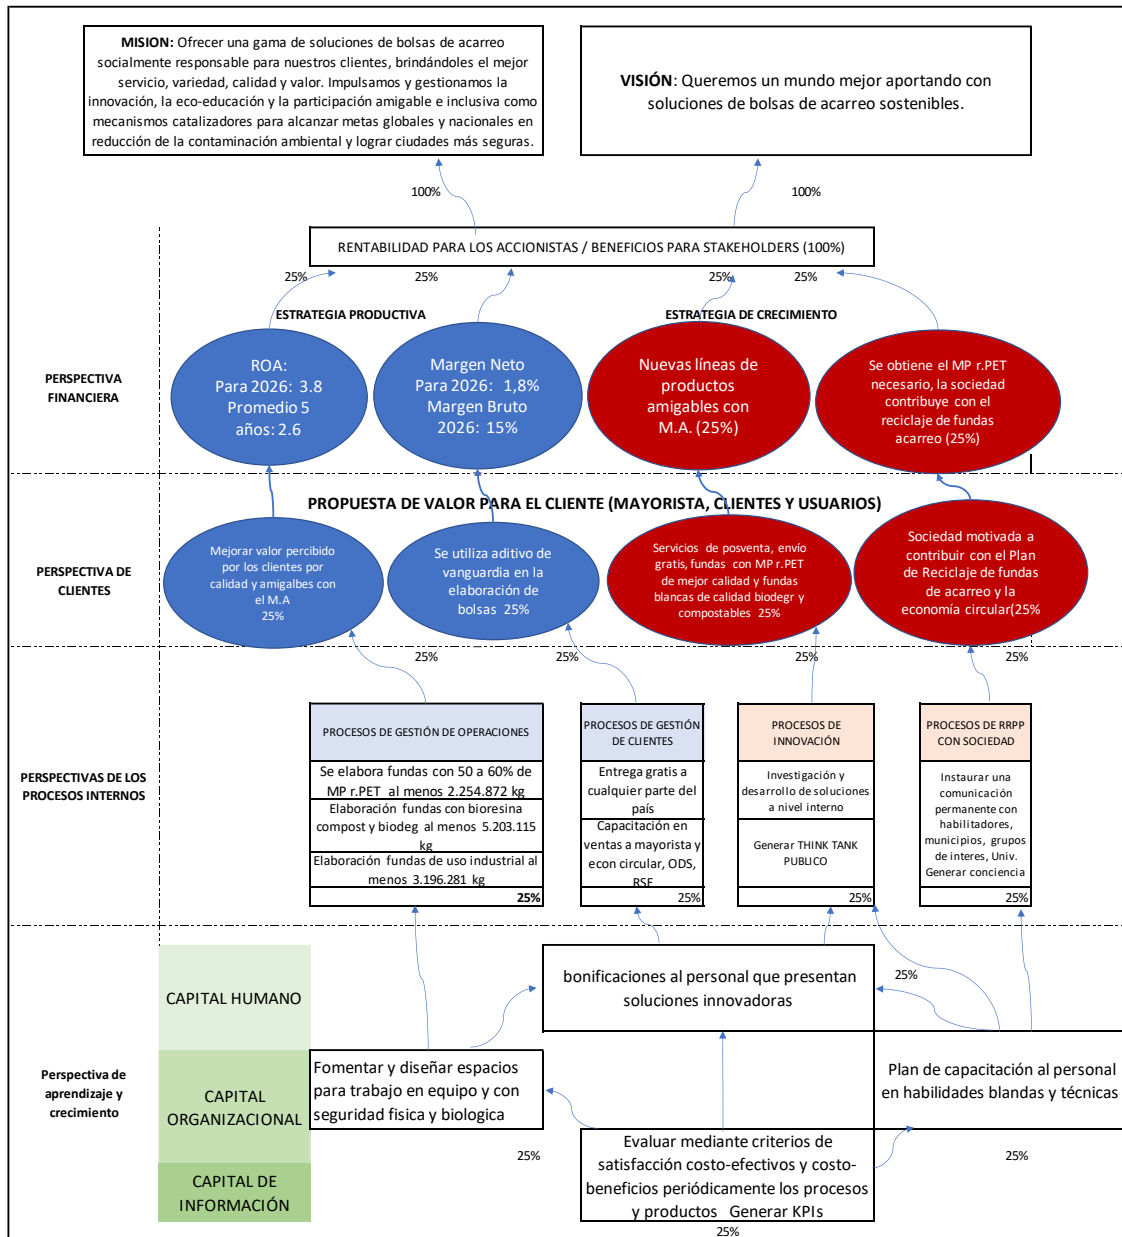 MISION: Ofrecer una gama de soluciones de bolsas de acarreo
socialmente responsable para nuestros clientes, brindándoles el mejor
servicio, variedad, calidad y valor. Impulsamos y gestionamos la
innovación, la eco-educación y la participación amigable e inclusiva como
mecanismos catalizadores para alcanzar metas globales y nacionales en
reducción de la contaminación ambiental y lograr ciudades más seguras.
VISIÓN: Queremos un mundo mejor aportando con
soluciones de bolsas de acarreo sostenibles.
100%
100%
RENTABILIDAD PARA LOS ACCIONISTAS / BENEFICIOS PARA STAKEHOLDERS (100%)
25%
25%
25%
25%
ESTRATEGIA PRODUCTIVA
ESTRATEGIA DE CRECIMIENTO
PERSPECTIVA
FINANCIERA
ROA:
Para 2026: 3.8
Promedio 5
años: 2.6
Margen Neto
Para 2026: 1,8%
Margen Bruto
2026: 15%
Nuevas líneas de
productos
amigables con
M.A. (25%)
Se obtiene el MP r.PET
necesario, la sociedad
contribuye con el
reciclaje de fundas
acarreo (25%)
PROPUESTA DE VALOR PARA EL CLIENTE (MAYORISTA, CLIENTES Y USUARIOS)
PERSPECTIVA DE
CLIENTES
Mejorar valor percibido
por los clientes por
calidad y amigalbes con
el M.A
25%
Se utiliza aditivo de
vanguardia en la
elaboración de
bolsas 25%
Servicios de posventa, envío
gratis, fundas con MP r.PET
de mejor calidad y fundas
blancas de calidad biodegr y
compostables 25%
Sociedad motivada a
contribuir con el Plan
de Reciclaje de fundas
de acarreo y la
economía circular(25%
25%
25%
25%
25%
PERSPECTIVAS DE LOS
PROCESOS INTERNOS
PROCESOS DE GESTIÓN DE OPERACIONES
Se elabora fundas con 50 a 60% de
MP r.PET al menos 2.254.872 kg
Elaboración fundas con bioresina
compost y biodeg al menos 5.203.115
kg
Elaboración fundas de uso industrial al
menos 3.196.281 kg
25%
PROCESOS DE GESTIÓN
DE CLIENTES
Entrega gratis a
cualquier parte del
país
Capacitación en
ventas a mayorista y
econ circular, ODS,
RSE
25%
PROCESOS DE
INNOVACIÓN
Investigación y
desarrollo de soluciones
a nivel interno
Generar THINK TANK
PUBLICO
25%
PROCESOS DE RRPP
CON SOCIEDAD
Instaurar una
comunicación
permanente con
habilitadores,
municipios, grupos
de interes, Univ.
Generar conciencia
25%
Perspectiva de
aprendizaje y
crecimiento
CAPITAL HUMANO
CAPITAL
ORGANIZACIONAL
CAPITAL DE
INFORMACIÓN
bonificaciones al personal que presentan
soluciones innovadoras
25%
Fomentar y diseñar espacios
para trabajo en equipo y con
seguridad fisica y biologica
25%
Plan de capacitación al personal
en habilidades blandas y técnicas
25%
Evaluar mediante criterios de
satisfacción costo-efectivos y costo-
beneficios periódicamente los procesos
y productos Generar KPIs
25%